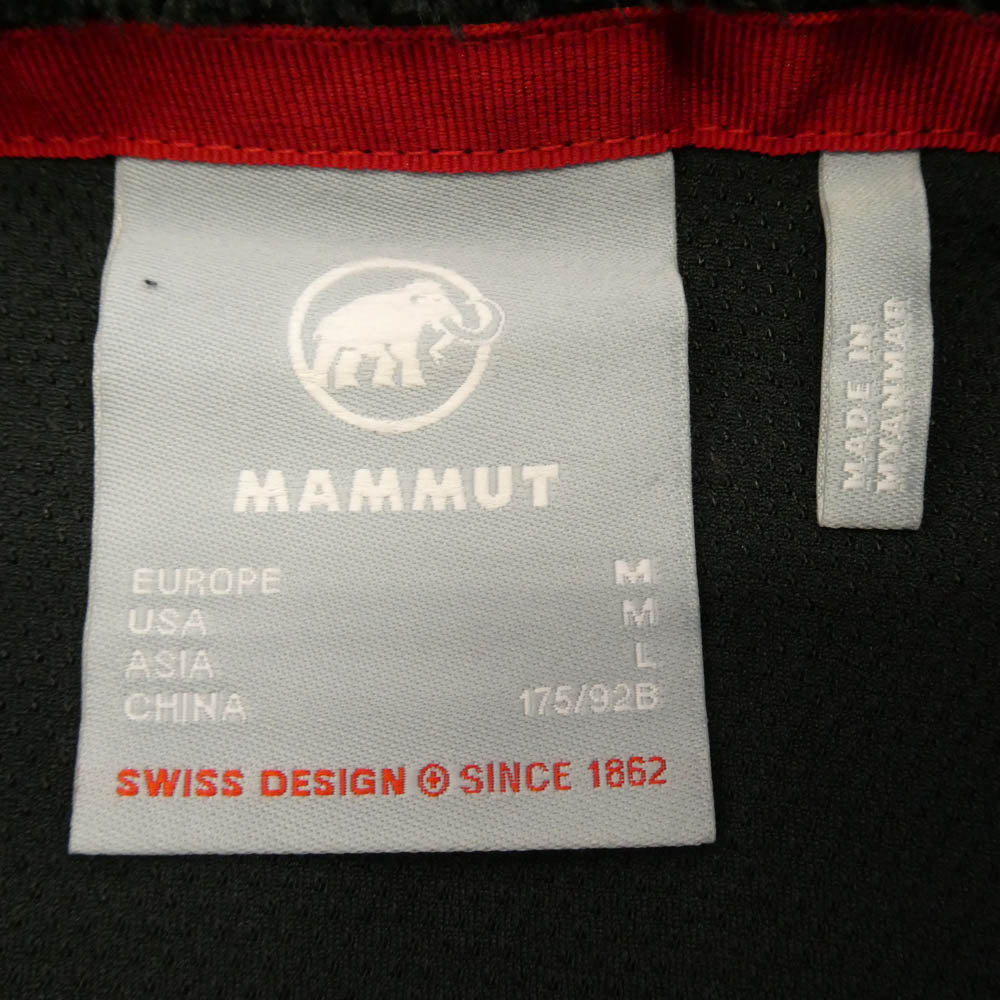 MAMMUT
EUROPE M
USA M
ASIA L
CHINA 175/92B
SWISS DESIGN SINCE 1862
MADE IN
MYANMAR